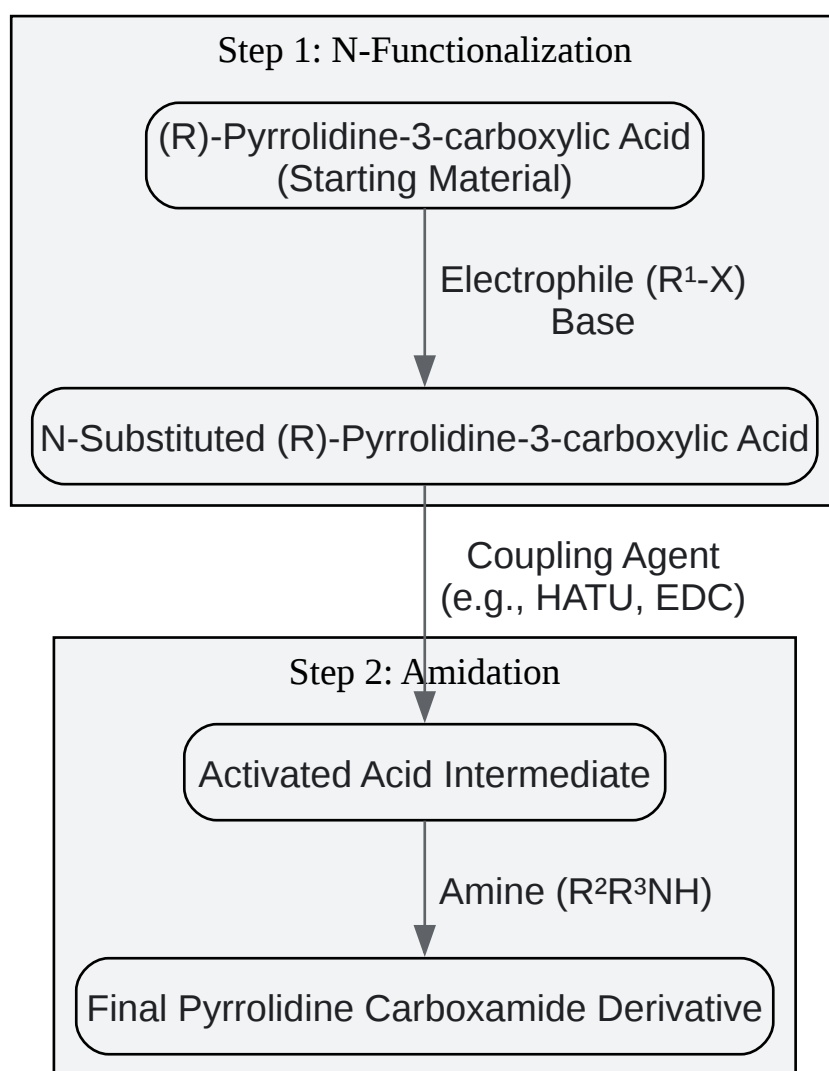 Step 1: N-Functionalization
(R)-Pyrrolidine-3-carboxylic Acid
(Starting Material)
Electrophile (R¹-X)
Base
N-Substituted (R)-Pyrrolidine-3-carboxylic Acid
Coupling Agent
(e.g., HATU, EDC)
Step 2: Amidation
Activated Acid Intermediate
Amine (R²R³NH)
Final Pyrrolidine Carboxamide Derivative